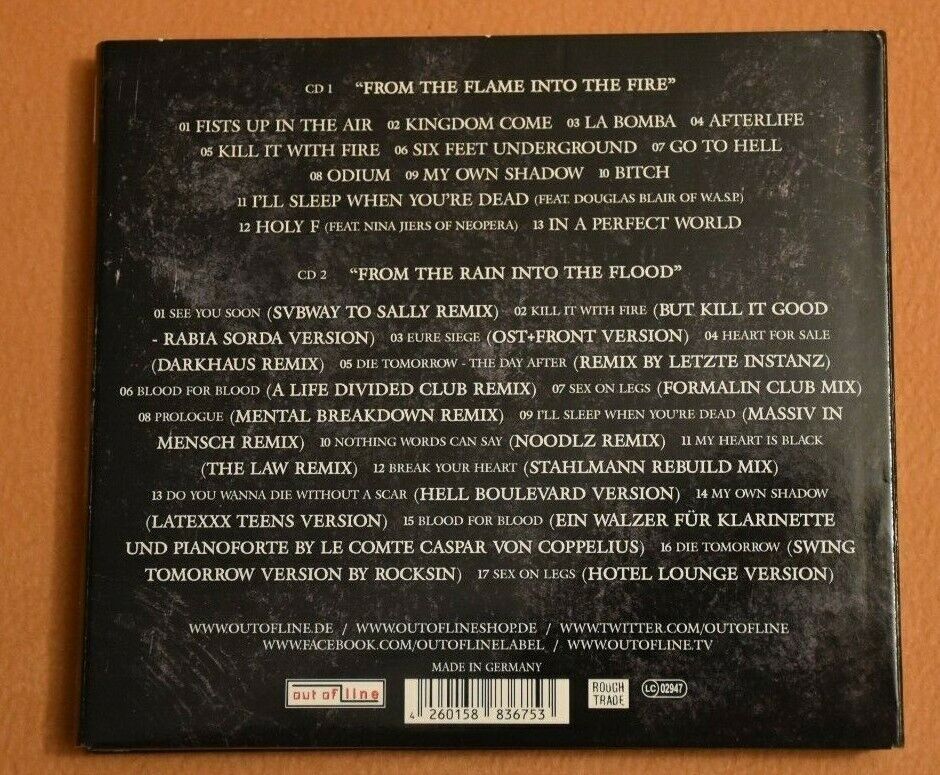 CD 1 “FROM THE FLAME INTO THE FIRE”
01 FISTS UP IN THE AIR 02 KINGDOM COME 03 LA BOMBA 04 AFTERLIFE
05 KILL IT WITH FIRE 06 SIX FEET UNDERGROUND 07 GO TO HELL
08 ODIUM 09 MY OWN SHADOW 10 BITCH
11 I'LL SLEEP WHEN YOU'RE DEAD (FEAT. DOUGLAS BLAIR OF W.A.S.P.)
12 HOLY F (FEAT. NINA JIERS OF NEOPERA) 13 IN A PERFECT WORLD
CD 2 “FROM THE RAIN INTO THE FLOOD”
01 SEE YOU SOON (SVBWAY TO SALLY REMIX) 02 KILL IT WITH FIRE (BUT KILL IT GOOD
- RABIA SORDA VERSION) 03 EURE SIEGE (OST+FRONT VERSION) 04 HEART FOR SALE
(DARKHAUS REMIX) 05 DIE TOMORROW - THE DAY AFTER (REMIX BY LETZTE INSTANZ)
06 BLOOD FOR BLOOD (A LIFE DIVIDED CLUB REMIX) 07 SEX ON LEGS (FORMALIN CLUB MIX)
08 PROLOGUE (MENTAL BREAKDOWN REMIX) 09 I'LL SLEEP WHEN YOU'RE DEAD (MASSIV IN
MENSCH REMIX) 10 NOTHING WORDS CAN SAY (NOODLZ REMIX) 11 MY HEART IS BLACK
(THE LAW REMIX) 12 BREAK YOUR HEART (STAHLMANN REBUILD MIX)
13 DO YOU WANNA DIE WITHOUT A SCAR (HELL BOULEVARD VERSION) 14 MY OWN SHADOW
(LATEXXX TEENS VERSION) 15 BLOOD FOR BLOOD (EIN WALZER FÜR KLARINETTE
UND PIANOFORTE BY LE COMTE CASPAR VON COPPELIUS) 16 DIE TOMORROW (SWING
TOMORROW VERSION BY ROCKSIN) 17 SEX ON LEGS (HOTEL LOUNGE VERSION)
WWW.OUTOFLINE.DE / WWW.OUTOFLINESHOP.DE / WWW.TWITTER.COM/OUTOFLINE
WWW.FACEBOOK.COM/OUTOFLINELABEL / WWW.OUTOFLINE.TV
MADE IN GERMANY
out of line
4 260158 836753
ROUGH
TRADE
LC 02947